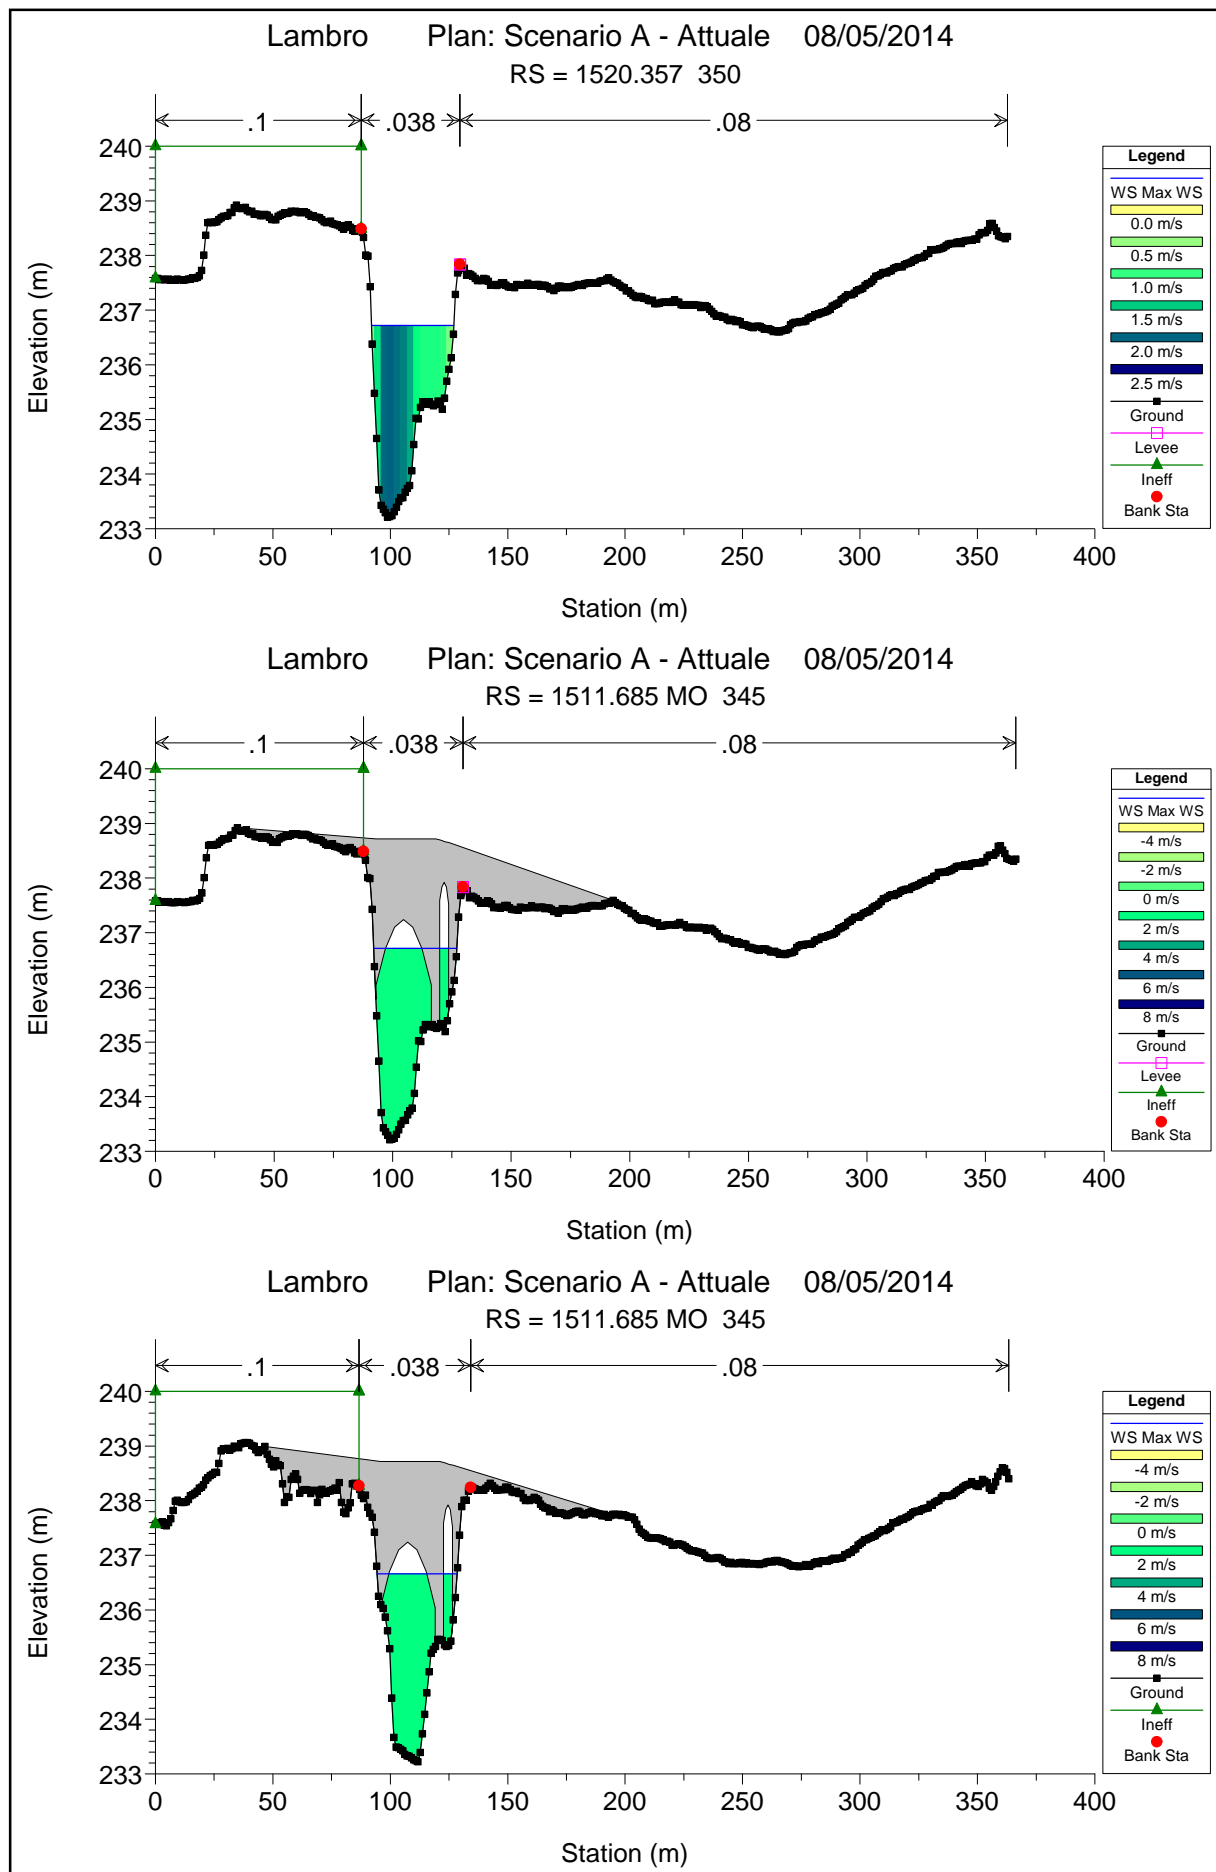 Lambro Plan: Scenario A - Attuale 08/05/2014
RS = 1520.357 350
.1 .038 .08
240
239
238
237
236
235
234
233
Elevation (m)
0 50 100 150 200 250 300 350 400
Station (m)
Legend
WS Max WS
0.0 m/s
0.5 m/s
1.0 m/s
1.5 m/s
2.0 m/s
2.5 m/s
Ground
Levee
Ineff
Bank Sta
Lambro Plan: Scenario A - Attuale 08/05/2014
RS = 1511.685 MO 345
.1 .038 .08
240
239
238
237
236
235
234
233
Elevation (m)
0 50 100 150 200 250 300 350 400
Station (m)
Legend
WS Max WS
-4 m/s
-2 m/s
0 m/s
2 m/s
4 m/s
6 m/s
8 m/s
Ground
Levee
Ineff
Bank Sta
Lambro Plan: Scenario A - Attuale 08/05/2014
RS = 1511.685 MO 345
.1 .038 .08
240
239
238
237
236
235
234
233
Elevation (m)
0 50 100 150 200 250 300 350 400
Station (m)
Legend
WS Max WS
-4 m/s
-2 m/s
0 m/s
2 m/s
4 m/s
6 m/s
8 m/s
Ground
Ineff
Bank Sta